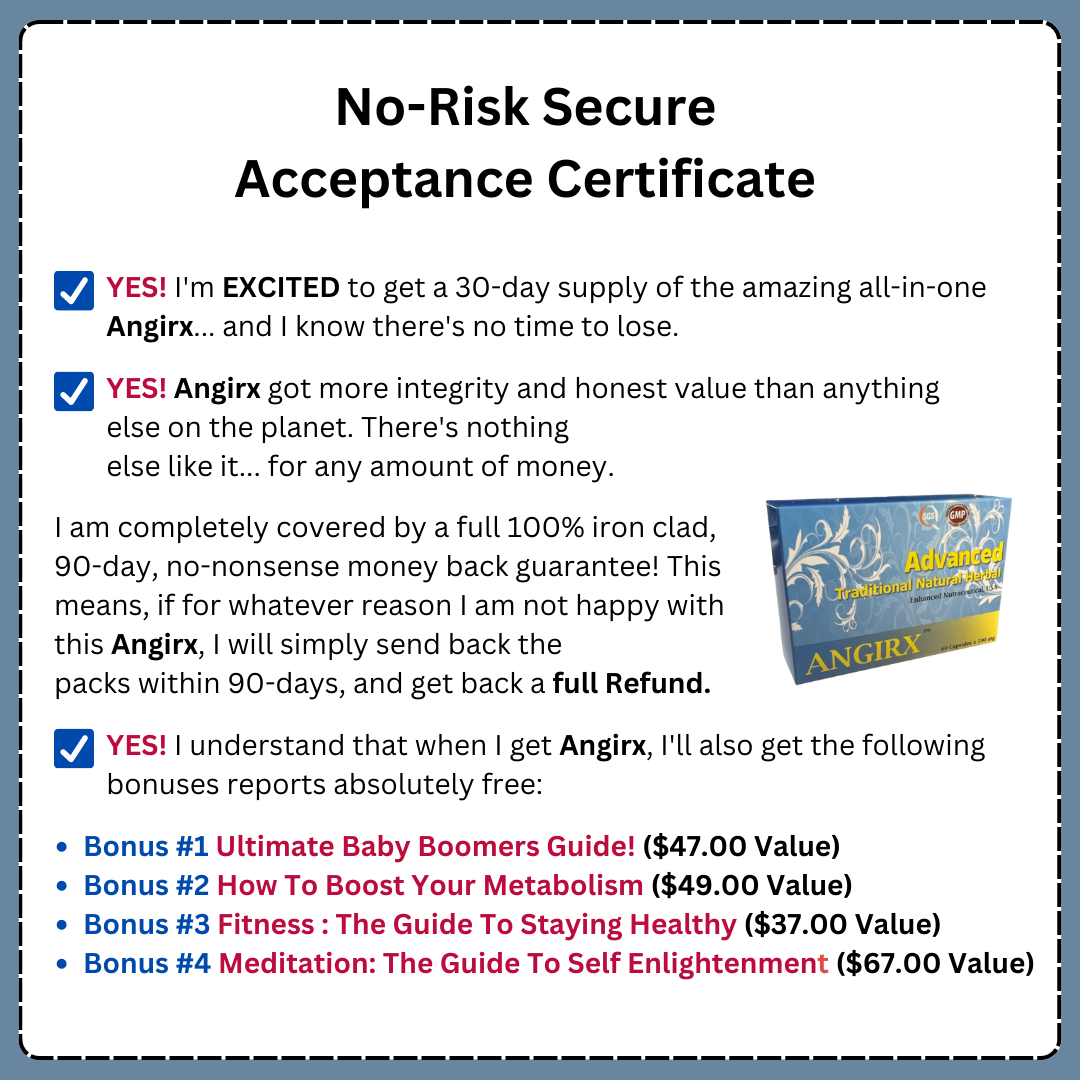 No-Risk Secure
Acceptance Certificate
YES! I'm EXCITED to get a 30-day supply of the amazing all-in-one
Angirx... and I know there's no time to lose.
YES! Angirx got more integrity and honest value than anything
else on the planet. There's nothing
else like it... for any amount of money.
I am completely covered by a full 100% iron clad,
90-day, no-nonsense money back guarantee! This
means, if for whatever reason I am not happy with
this Angirx, I will simply send back the
packs within 90-days, and get back a full Refund.
SGS GMP
Advanced
Traditional Natural Herbal
Enhanced Nutraceutical, USA
ANGIRX™
60 Capsules x
YES! I understand that when I get Angirx, I'll also get the following
bonuses reports absolutely free:
• Bonus #1 Ultimate Baby Boomers Guide! ($47.00 Value)
• Bonus #2 How To Boost Your Metabolism ($49.00 Value)
• Bonus #3 Fitness : The Guide To Staying Healthy ($37.00 Value)
• Bonus #4 Meditation: The Guide To Self Enlightenment ($67.00 Value)